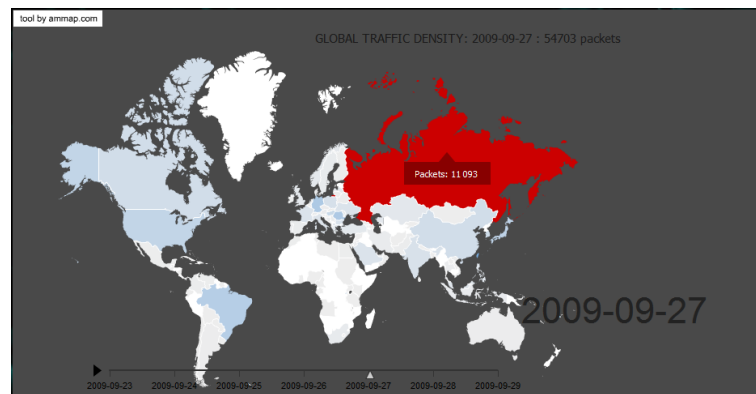 tool by ammap.com
GLOBAL TRAFFIC DENSITY: 2009-09-27 : 54703 packets
Packets: 11 093
2009-09-27
2009-09-23 2009-09-24 2009-09-25 2009-09-26 2009-09-27 2009-09-28 2009-09-29